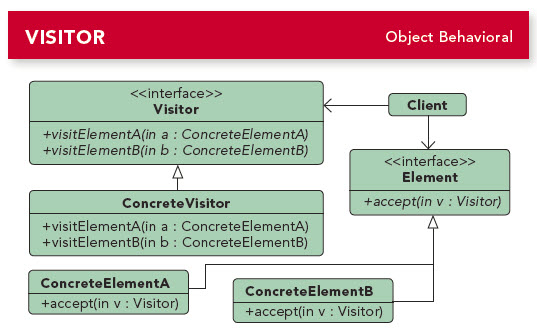 VISITOR
Object Behavioral
<<interface>>
Visitor
+visitElementA(in a : ConcreteElementA)
+visitElementB(in b : ConcreteElementB)
Client
<<interface>>
Element
+accept(in v : Visitor)
ConcreteVisitor
+visitElementA(in a : ConcreteElementA)
+visitElementB(in b : ConcreteElementB)
ConcreteElementA
+accept(in v : Visitor)
ConcreteElementB
+accept(in v : Visitor)